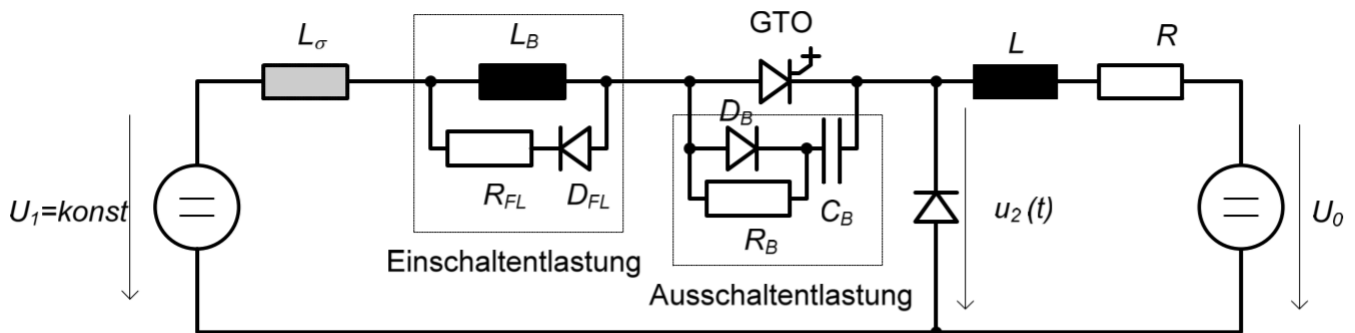 GTO
L_σ
L_B
L
R
D_B
U_1=konst
R_FL
D_FL
R_B
C_B
u_2(t)
U_0
Einschaltentlastung
Ausschaltentlastung